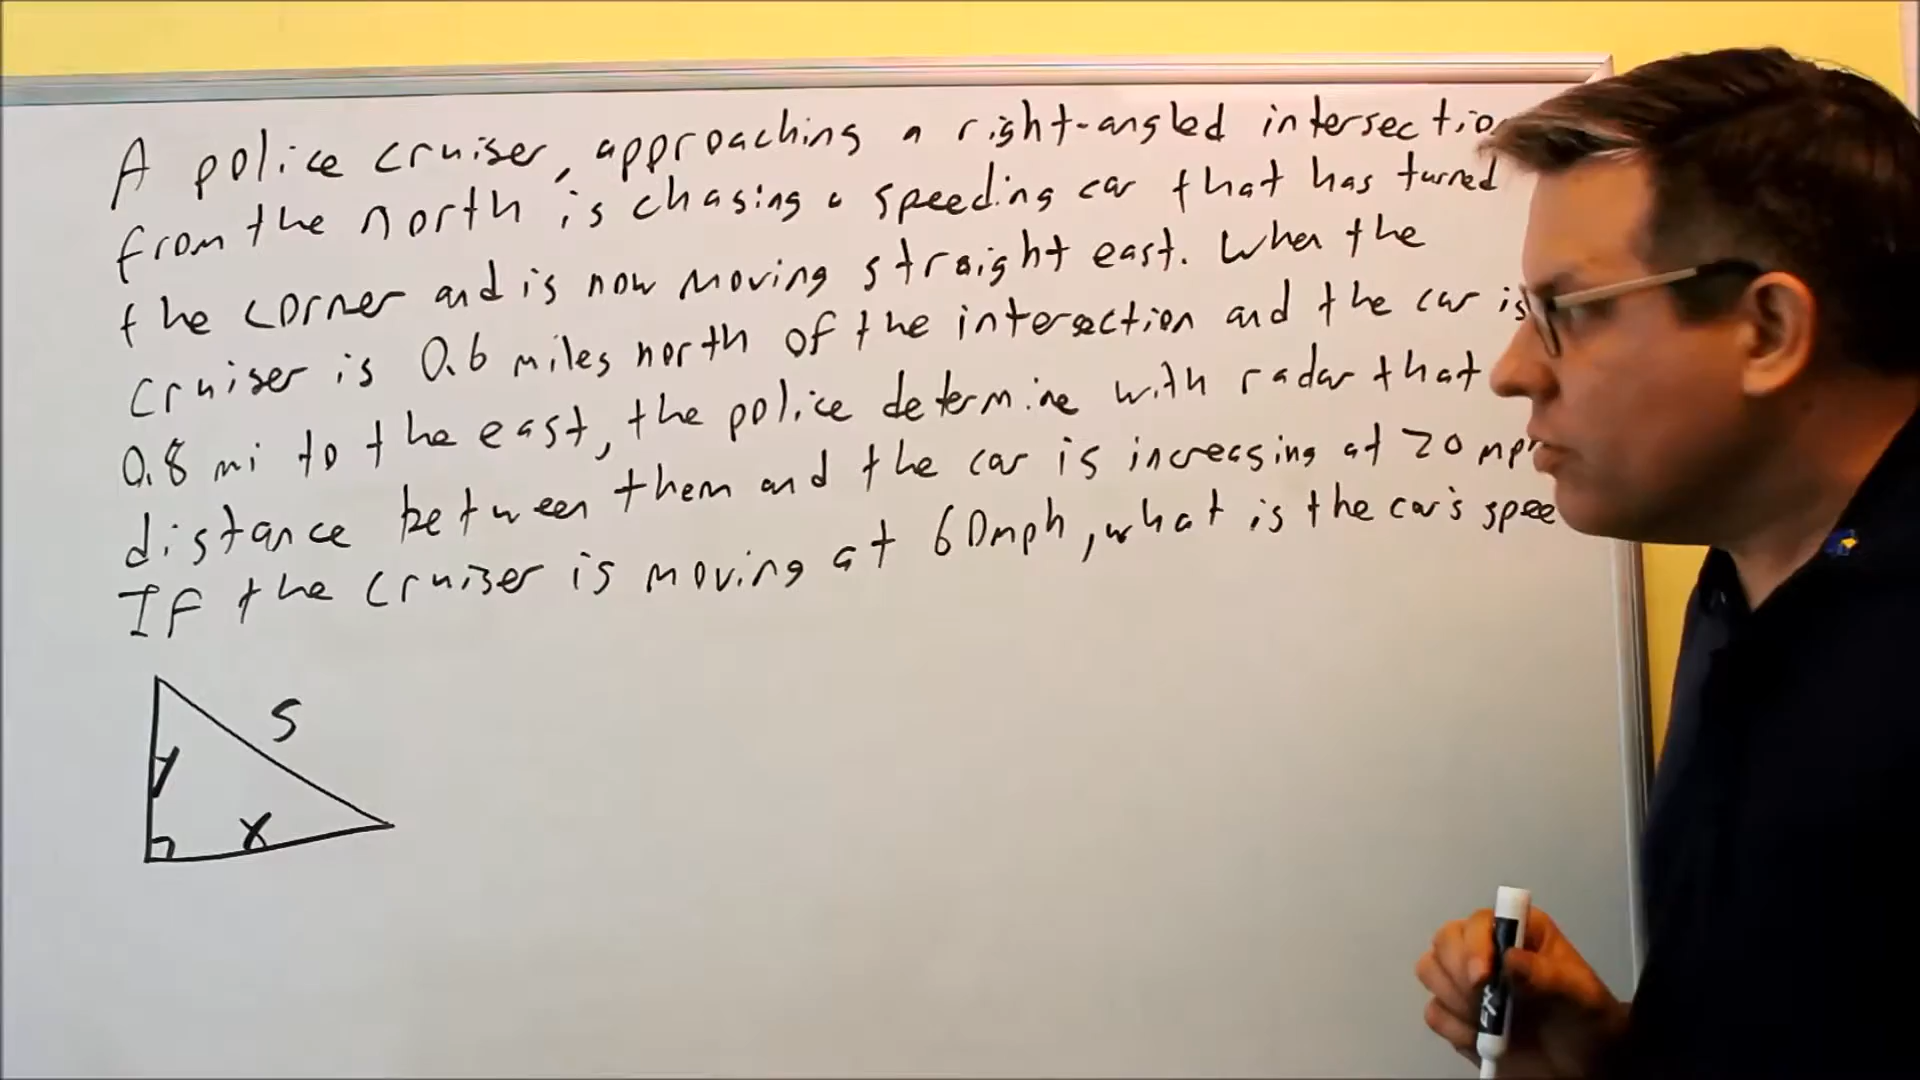 A police cruiser, approaching a right-angled intersectio
from the north is chasing a speeding car that has turned
the corner and is now moving straight east. When the
cruiser is 0.6 miles north of the intersection and the car is
0.8 mi to the east, the police determine with radar that
distance between them and the car is increasing at 20 mp
If the cruiser is moving at 60mph, what is the car's spee
S
y
x